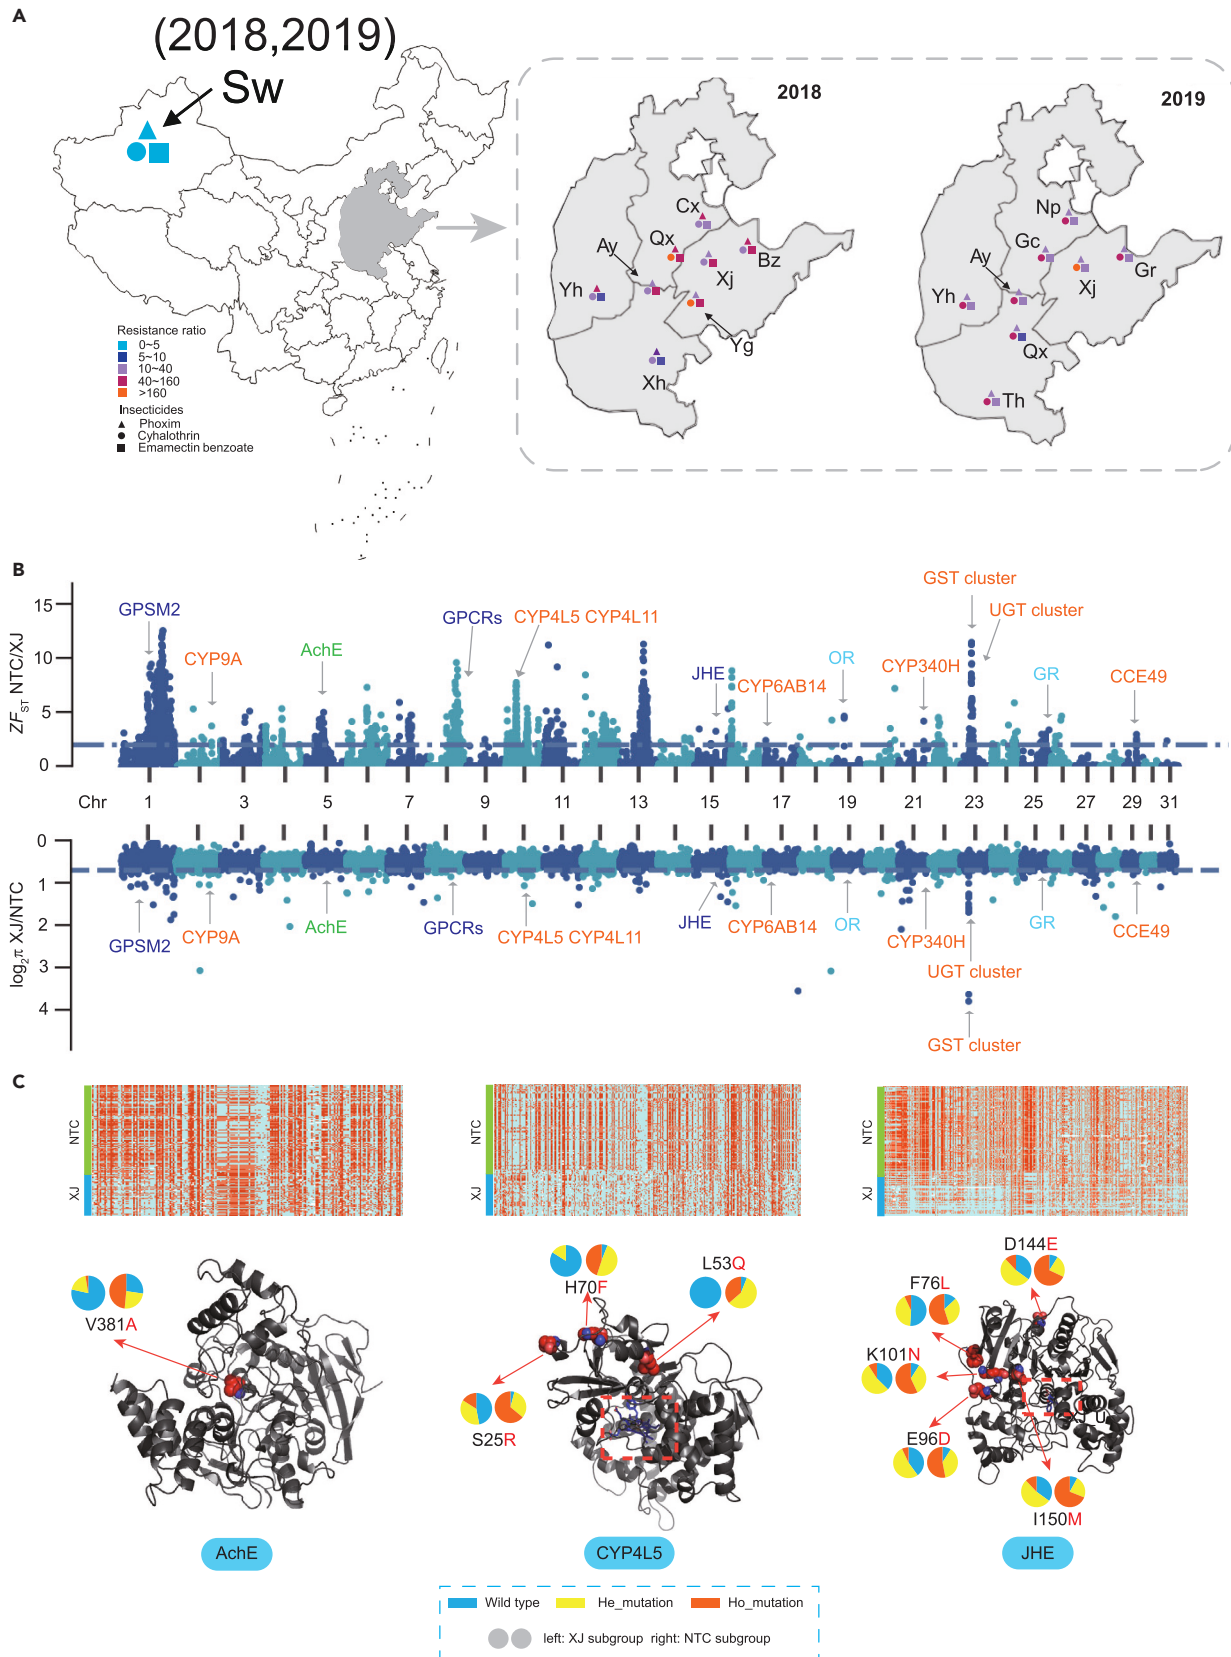 A
(2018,2019)
Sw
Resistance ratio
0~5
5~10
10~40
40~160
>160
Insecticides
Phoxim
Cyhalothrin
Emamectin benzoate
2018
Cx
Qx
Ay
Bz
Xj
Yh
Yg
Xh
2019
Np
Gc
Ay
Gr
Xj
Yh
Qx
Th
B
ZFST NTC/XJ
15
10
5
0
GPSM2
CYP9A
AchE
GPCRs
CYP4L5 CYP4L11
JHE
CYP6AB14
OR
CYP340H
GST cluster
UGT cluster
GR
CCE49
Chr 1 3 5 7 9 11 13 15 17 19 21 23 25 27 29 31
log2π XJ/NTC
0
1
2
3
4
GPSM2
CYP9A
AchE
GPCRs
CYP4L5 CYP4L11
JHE
CYP6AB14
OR
CYP340H
UGT cluster
GST cluster
GR
CCE49
C
NTC
XJ
NTC
XJ
NTC
XJ
V381A
AchE
H70F
L53Q
S25R
CYP4L5
D144E
F76L
K101N
E96D
I150M
JHE
Wild type He_mutation Ho_mutation
left: XJ subgroup right: NTC subgroup